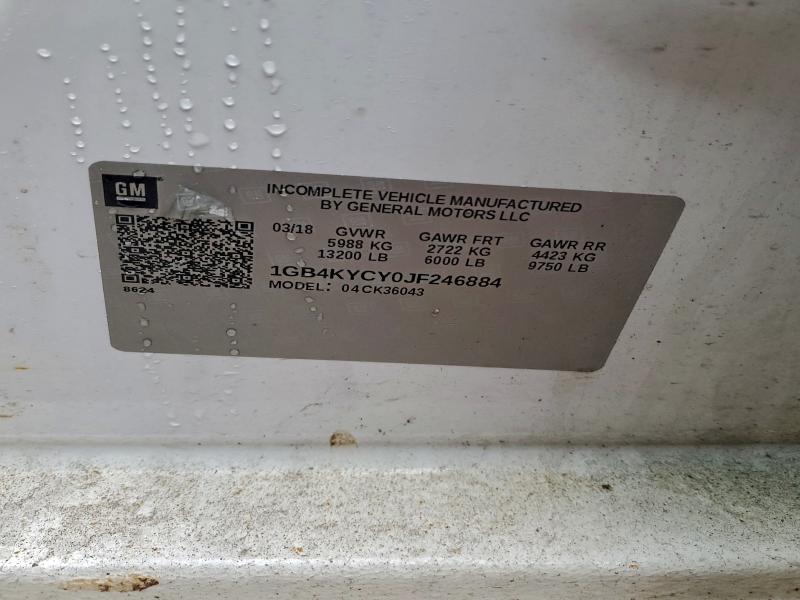 GM
INCOMPLETE VEHICLE MANUFACTURED
BY GENERAL MOTORS LLC
03/18 GVWR GAWR FRT GAWR RR
5988 KG 2722 KG 4423 KG
13200 LB 6000 LB 9750 LB
1GB4KYCY0JF246884
MODEL: 04CK36043
8624